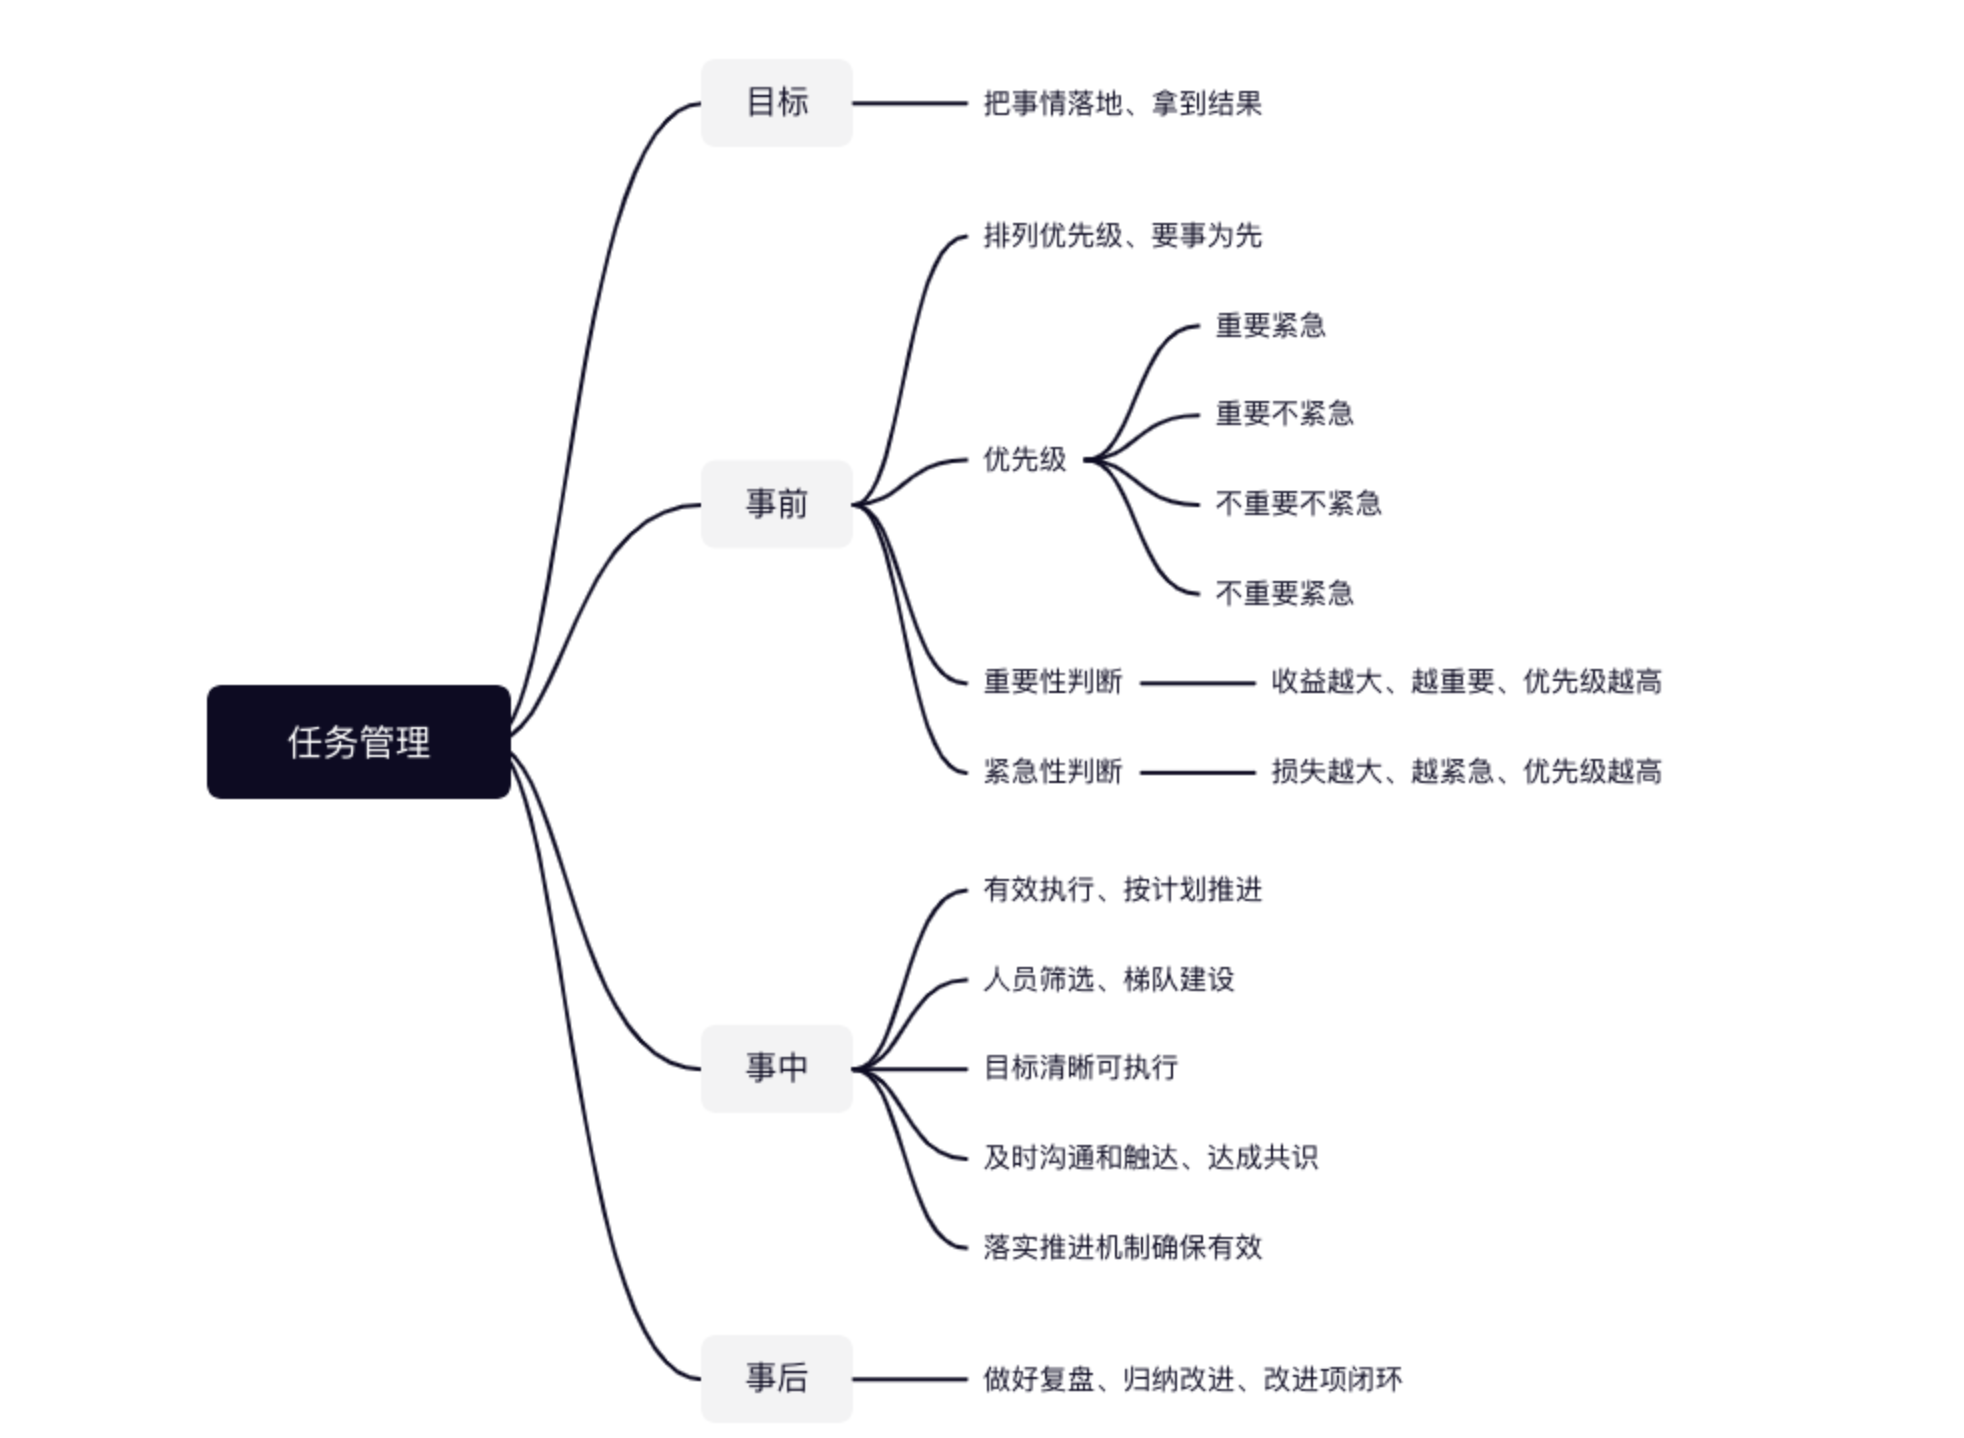 目标
把事情落地、拿到结果
排列优先级、要事为先
重要紧急
重要不紧急
优先级
事前
不重要不紧急
不重要紧急
重要性判断
收益越大、越重要、优先级越高
任务管理
紧急性判断
损失越大、越紧急、优先级越高
有效执行、按计划推进
人员筛选、梯队建设
事中
目标清晰可执行
及时沟通和触达、达成共识
落实推进机制确保有效
事后
做好复盘、归纳改进、改进项闭环